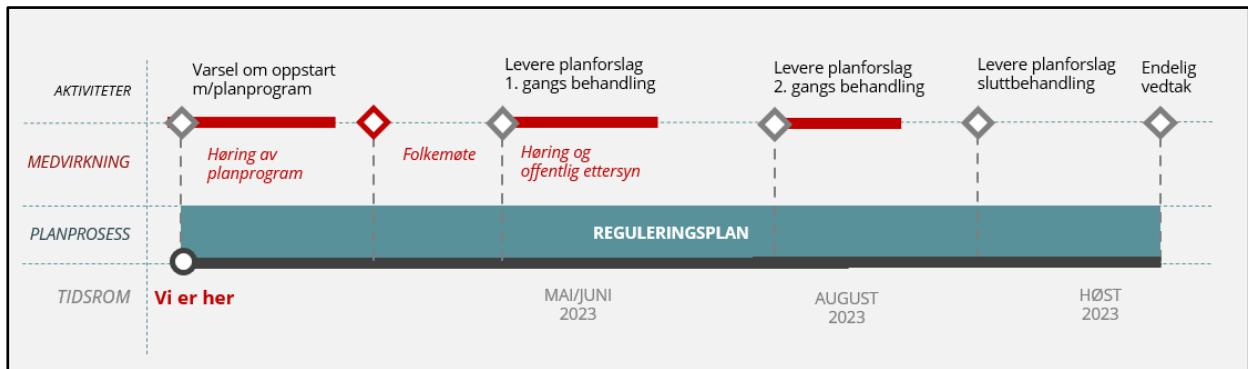 AKTIVITETER
Varsel om oppstart
m/planprogram
Levere planforslag
1. gangs behandling
Levere planforslag
2. gangs behandling
Levere planforslag
sluttbehandling
Endelig
vedtak
MEDVIRKNING
Høring av
planprogram
Folkemøte
Høring og
offentlig ettersyn
PLANPROSESS
REGULERINGSPLAN
TIDSROM
Vi er her
MAI/JUNI
2023
AUGUST
2023
HØST
2023